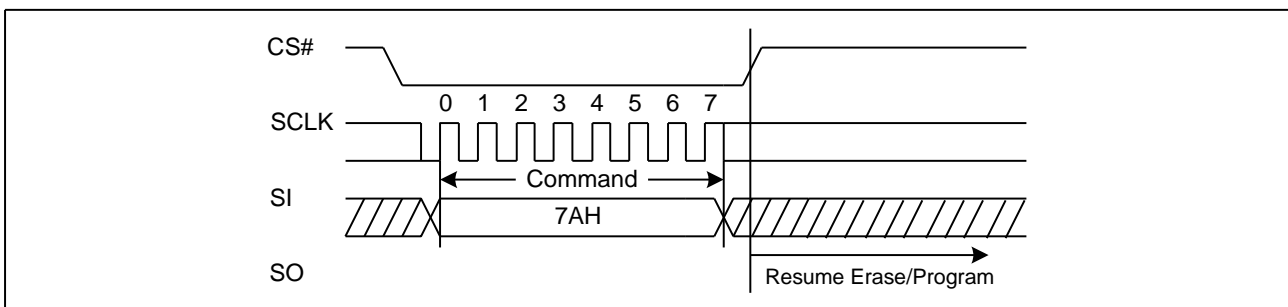 CS#
0 1 2 3 4 5 6 7
SCLK
Command
SI
7AH
SO
Resume Erase/Program